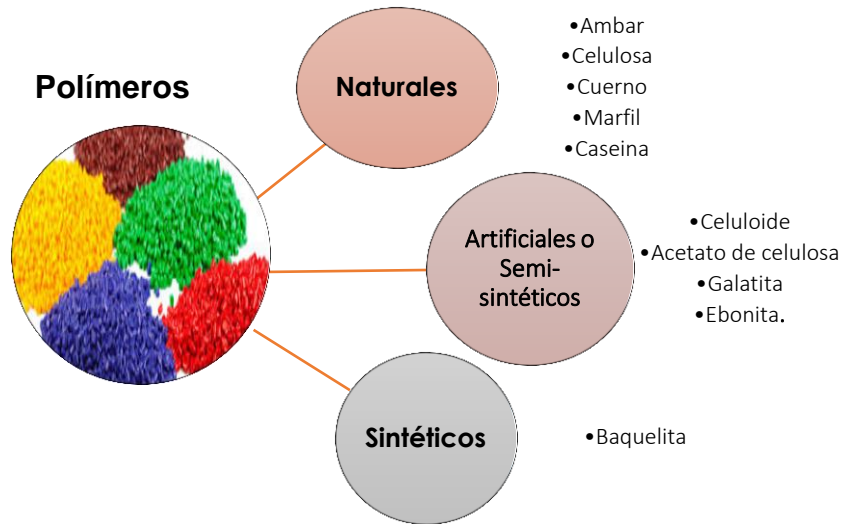 Polímeros
Naturales
•Ambar
•Celulosa
•Cuerno
•Marfil
•Caseina
Artificiales o
Semi-
sintéticos
•Celuloide
•Acetato de celulosa
•Galatita
•Ebonita.
Sintéticos
•Baquelita